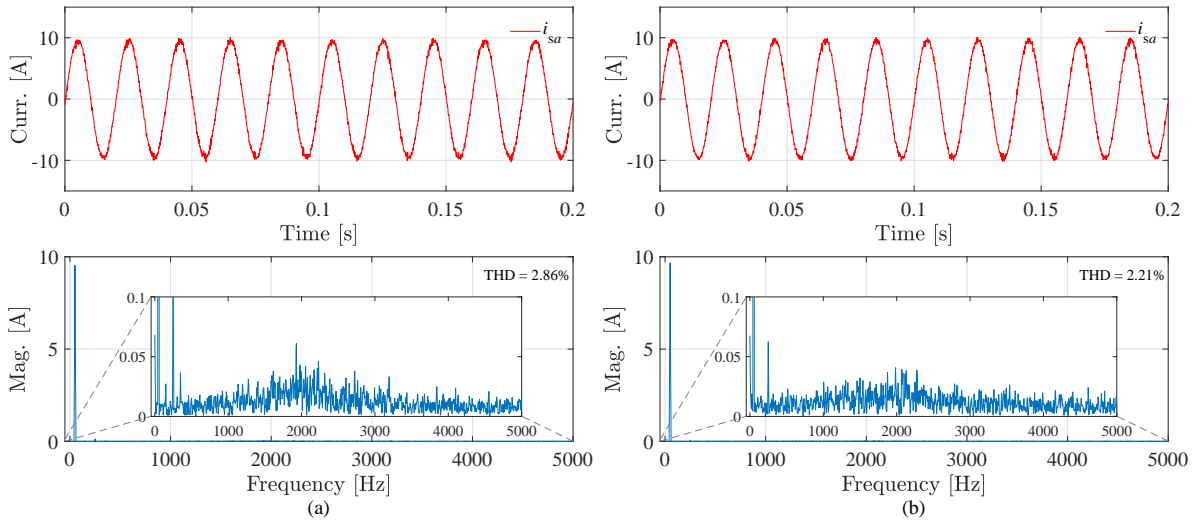 10
0
-10
Curr. [A]
isa
0 0.05 0.1 0.15 0.2
Time [s]
10
5
0
Mag. [A]
THD = 2.86%
0.1
0.05
0
0 1000 2000 3000 4000 5000
0 1000 2000 3000 4000 5000
Frequency [Hz]
(a)
10
0
-10
Curr. [A]
isa
0 0.05 0.1 0.15 0.2
Time [s]
10
5
0
Mag. [A]
THD = 2.21%
0.1
0.05
0
0 1000 2000 3000 4000 5000
0 1000 2000 3000 4000 5000
Frequency [Hz]
(b)